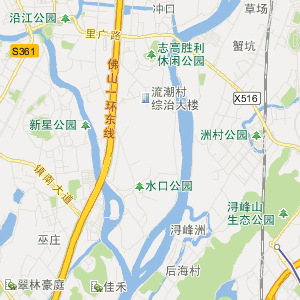 冲口
草场
沿江公园
里广路
S361
志高胜利
休闲公园
蟹坑
佛山一环东线
流潮村
综治大楼
X516
新星公园
洲村公园
镇南大道
水口公园
浔峰山
生态公园
巫庄
浔峰洲
后海村
翠林豪庭
佳禾